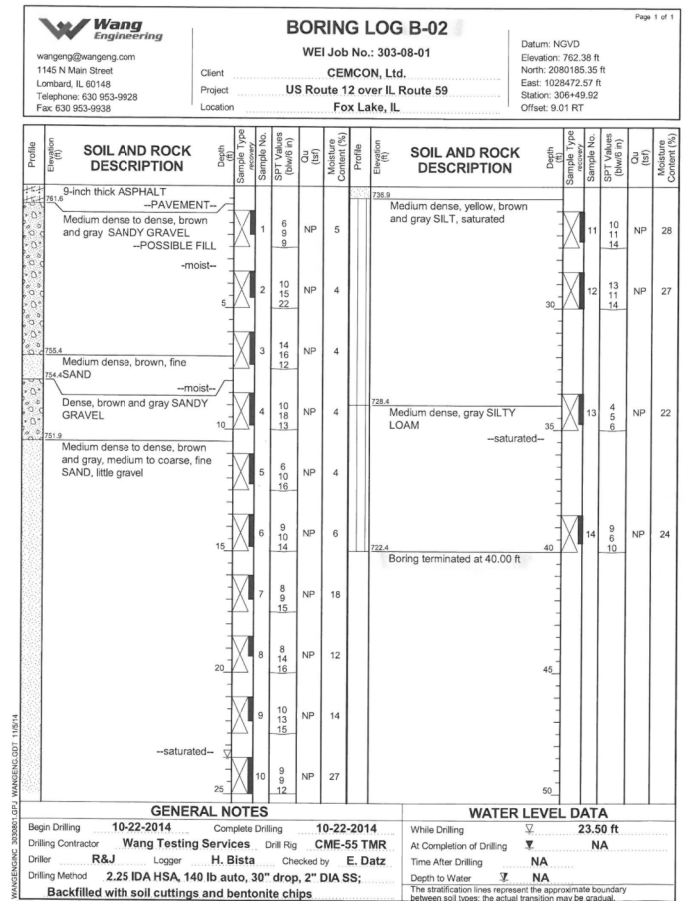 Page 1 of 1
Wang
Engineering
wangeng@wangeng.com
1145 N Main Street
Lombard, IL 60148
Telephone: 630 953-9928
Fax: 630 953-9938
BORING LOG B-02
WEI Job No.: 303-08-01
Client CEMCON, Ltd.
Project US Route 12 over IL Route 59
Location Fox Lake, IL
Datum: NGVD
Elevation: 762.38 ft
North: 2080185.35 ft
East: 1028472.57 ft
Station: 306+49.92
Offset: 9.01 RT
Profile
Elevation (ft)
SOIL AND ROCK DESCRIPTION
Depth (ft)
Sample Type
recovery
Sample No.
SPT Values (blw/6 in)
Qu (tsf)
Moisture Content (%)
9-inch thick ASPHALT
761.6 --PAVEMENT--
Medium dense to dense, brown
and gray SANDY GRAVEL
--POSSIBLE FILL
--moist--
1 6 9 9 NP 5
2 10 15 22 NP 4
5
3 14 16 12 NP 4
755.4
Medium dense, brown, fine
754.4 SAND
--moist--
Dense, brown and gray SANDY
GRAVEL
4 10 18 13 NP 4
10
751.9
Medium dense to dense, brown
and gray, medium to coarse, fine
SAND, little gravel
5 6 10 16 NP 4
6 9 10 14 NP 6
15
7 8 9 15 NP 18
8 8 14 16 NP 12
20
9 10 13 15 NP 14
--saturated--
10 9 9 12 NP 27
25
Profile
Elevation (ft)
SOIL AND ROCK DESCRIPTION
Depth (ft)
Sample Type
recovery
Sample No.
SPT Values (blw/6 in)
Qu (tsf)
Moisture Content (%)
736.9
Medium dense, yellow, brown
and gray SILT, saturated
11 10 11 14 NP 28
12 13 11 14 NP 27
30
728.4
Medium dense, gray SILTY
LOAM
--saturated--
13 4 5 6 NP 22
35
14 9 6 10 NP 24
722.4 40
Boring terminated at 40.00 ft
45
50
GENERAL NOTES
Begin Drilling 10-22-2014 Complete Drilling 10-22-2014
Drilling Contractor Wang Testing Services Drill Rig CME-55 TMR
Driller R&J Logger H. Bista Checked by E. Datz
Drilling Method 2.25 IDA HSA, 140 lb auto, 30" drop, 2" DIA SS;
Backfilled with soil cuttings and bentonite chips
WATER LEVEL DATA
While Drilling 23.50 ft
At Completion of Drilling NA
Time After Drilling NA
Depth to Water NA
The stratification lines represent the approximate boundary
between soil types; the actual transition may be gradual.
WANGENGINC 3030801.GPJ WANGENG.GDT 11/5/14